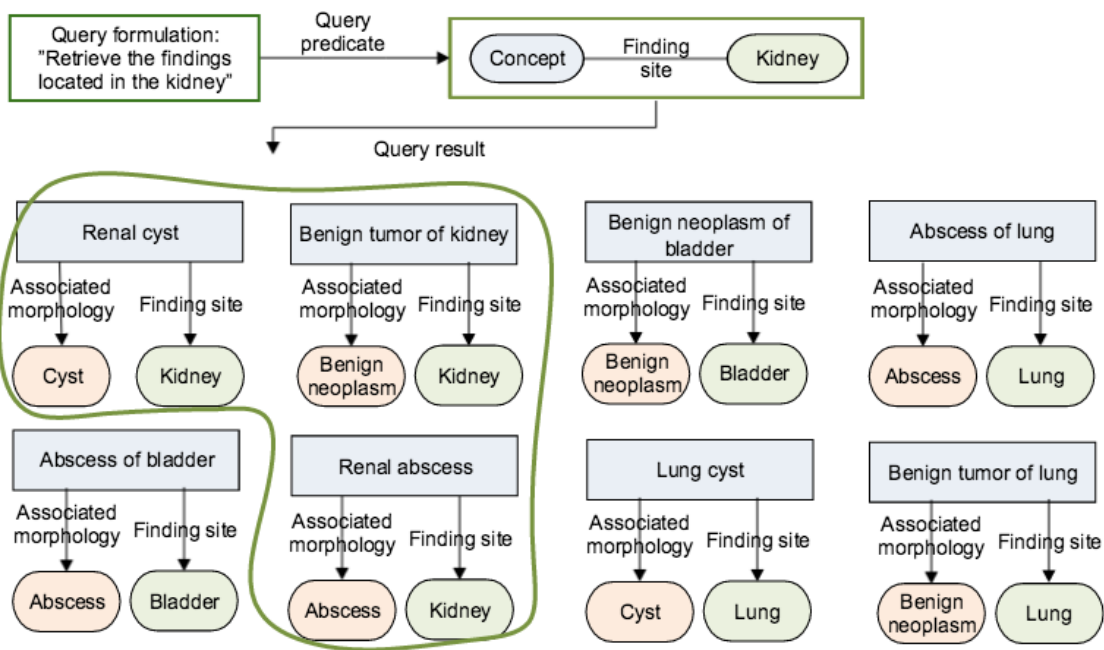 Query formulation:
"Retrieve the findings
located in the kidney"
Query
predicate
Concept
Finding
site
Kidney
Query result
Renal cyst
Associated
morphology
Finding site
Cyst
Kidney
Benign tumor of kidney
Associated
morphology
Finding site
Benign
neoplasm
Kidney
Benign neoplasm of
bladder
Associated
morphology
Finding site
Benign
neoplasm
Bladder
Abscess of lung
Associated
morphology
Finding site
Abscess
Lung
Abscess of bladder
Associated
morphology
Finding site
Abscess
Bladder
Renal abscess
Associated
morphology
Finding site
Abscess
Kidney
Lung cyst
Associated
morphology
Finding site
Cyst
Lung
Benign tumor of lung
Associated
morphology
Finding site
Benign
neoplasm
Lung